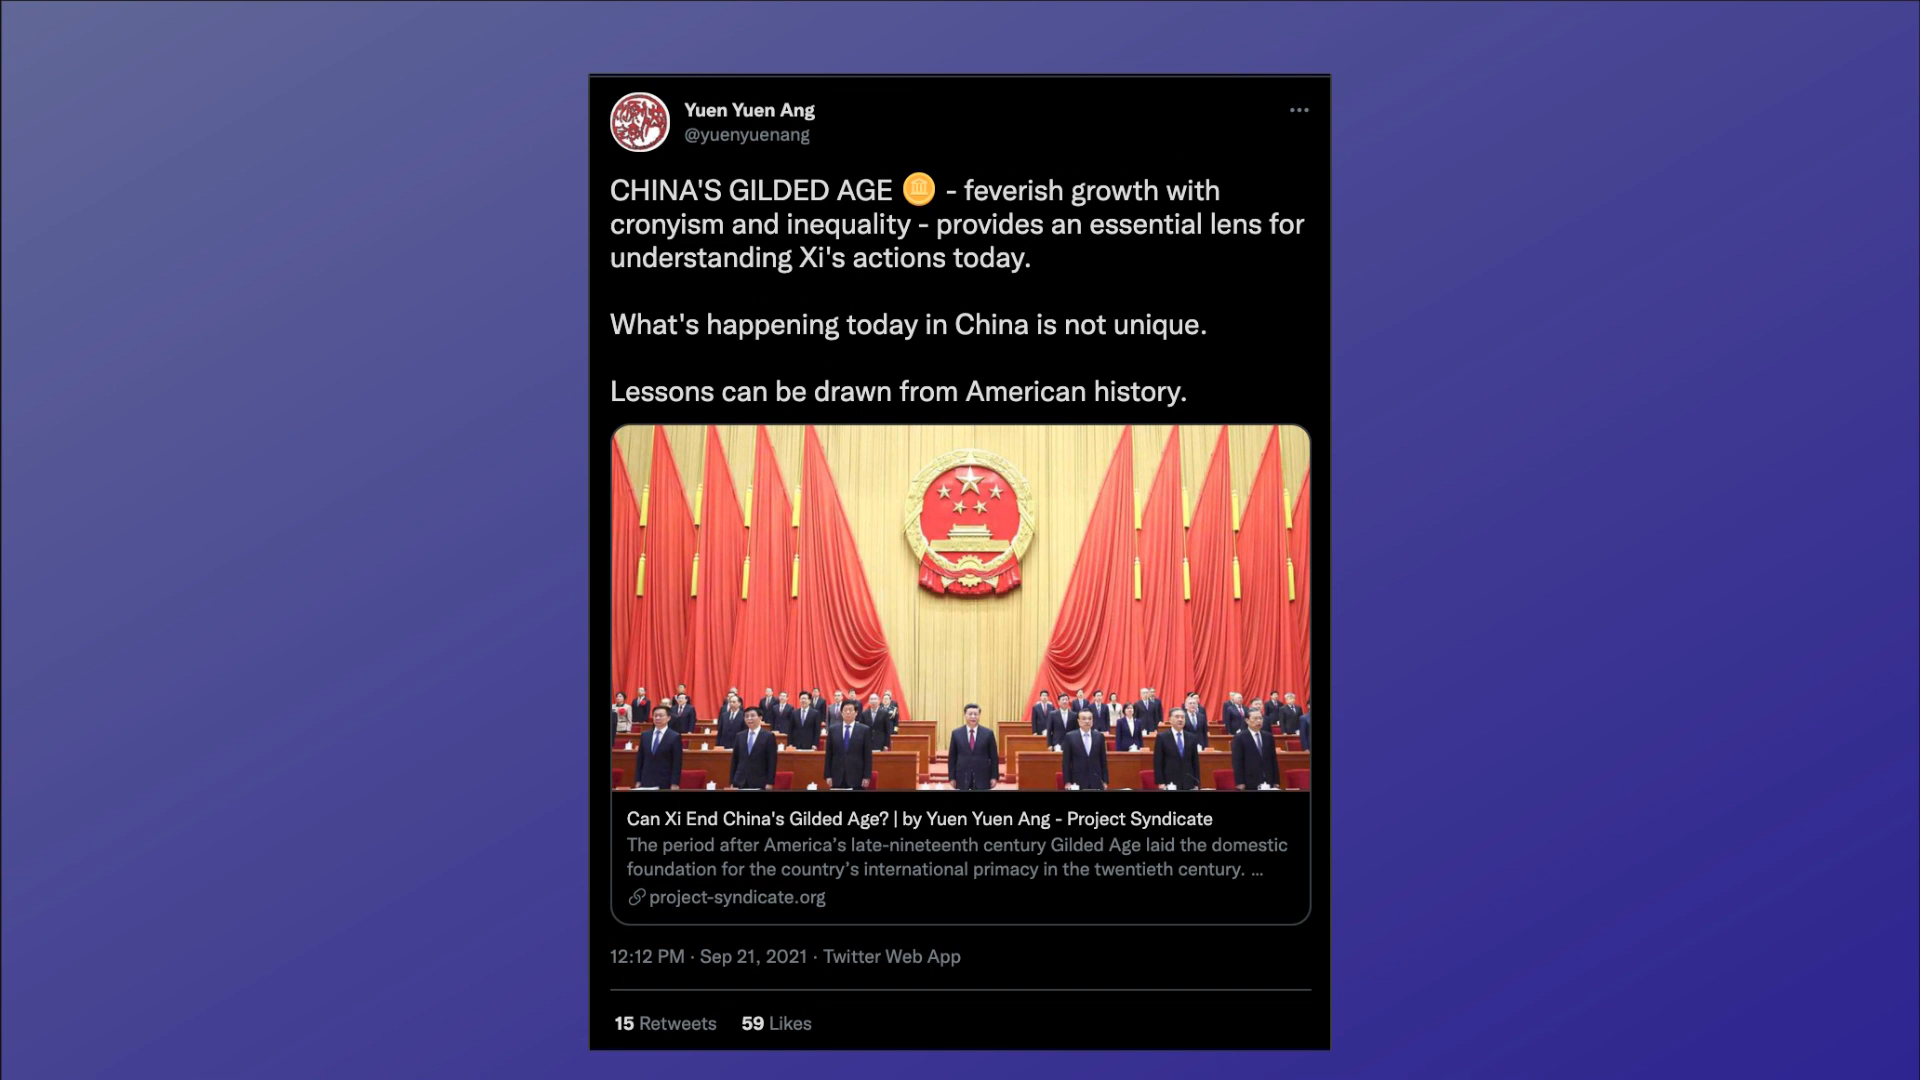 Yuen Yuen Ang
@yuenyuenang
CHINA'S GILDED AGE - feverish growth with
cronyism and inequality - provides an essential lens for
understanding Xi's actions today.
What's happening today in China is not unique.
Lessons can be drawn from American history.
Can Xi End China's Gilded Age? | by Yuen Yuen Ang - Project Syndicate
The period after America’s late-nineteenth century Gilded Age laid the domestic
foundation for the country’s international primacy in the twentieth century. ...
project-syndicate.org
12:12 PM · Sep 21, 2021 · Twitter Web App
15 Retweets 59 Likes